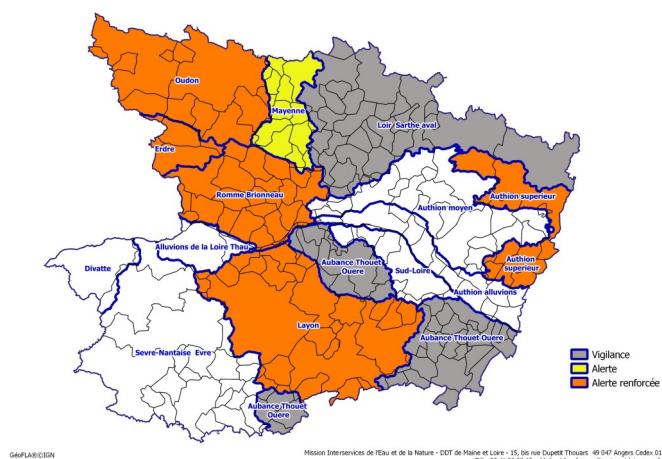 Oudon
Mayenne
Loir Sarthe aval
Erdre
Romme Brionneau
Authion superieur
Authion moyen
Alluvions de la Loire Thau
Aubance Thouet
Ouere
Authion
superieur
Divatte
Sud-Loire
Authion alluvions
Layon
Aubance Thouet Ouere
Sevre-Nantaise Evre
Aubance Thouet
Ouere
Vigilance
Alerte
Alerte renforcée
GéoFLA®©IGN
Mission Interservices de l'Eau et de la Nature - DDT de Maine et Loire - 15, bis rue Dupetit Thouars 49 047 Angers Cedex 01